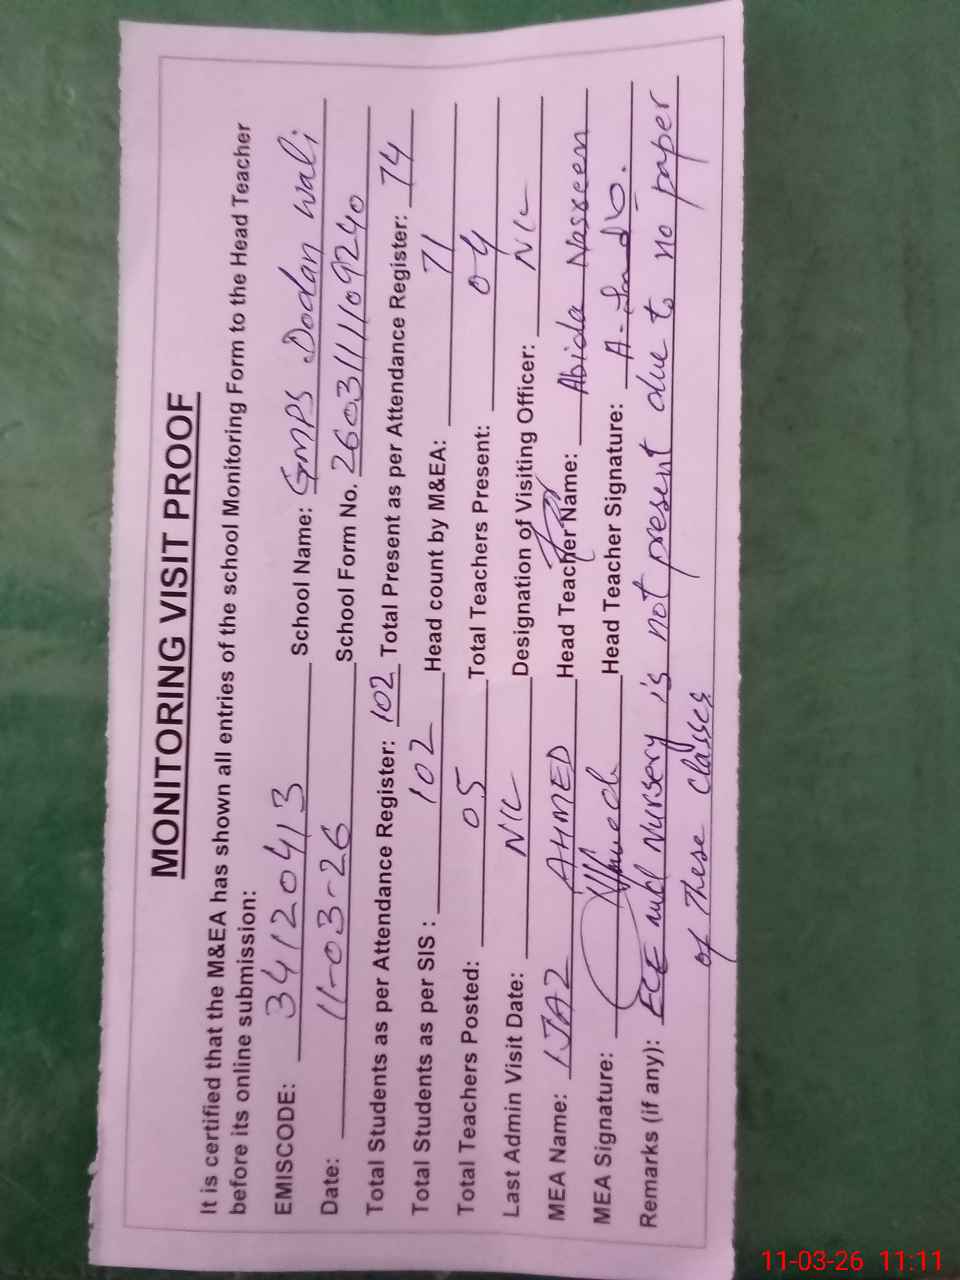 MONITORING VISIT PROOF
It is certified that the M&EA has shown all entries of the school Monitoring Form to the Head Teacher
before its online submission:
EMISCODE: 34120413 School Name: GMPS Dodan Wali
Date: 11-03-26 School Form No. 2603111109240
Total Students as per Attendance Register: 102 Total Present as per Attendance Register: 74
Total Students as per SIS : 102 Head count by M&EA: 71
Total Teachers Posted: 05 Total Teachers Present: 04
Last Admin Visit Date: NIL Designation of Visiting Officer: NIL
MEA Name: IJAZ AHMED Head Teacher Name: Abida Nasreen
MEA Signature: Head Teacher Signature:
Remarks (if any): ECE and Nursery is not present due to no paper
of these classes
11-03-26 11:11